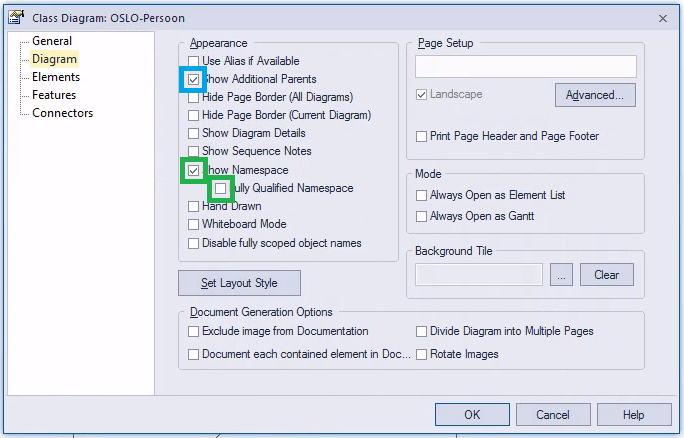 Class Diagram: OSLO-Persoon
General
Diagram
Elements
Features
Connectors
Appearance
Use Alias if Available
Show Additional Parents
Hide Page Border (All Diagrams)
Hide Page Border (Current Diagram)
Show Diagram Details
Show Sequence Notes
Show Namespace
Fully Qualified Namespace
Hand Drawn
Whiteboard Mode
Disable fully scoped object names
Set Layout Style
Page Setup
Landscape
Advanced...
Print Page Header and Page Footer
Mode
Always Open as Element List
Always Open as Gantt
Background Tile
...
Clear
Document Generation Options
Exclude image from Documentation
Divide Diagram into Multiple Pages
Document each contained element in Doc...
Rotate Images
OK
Cancel
Help